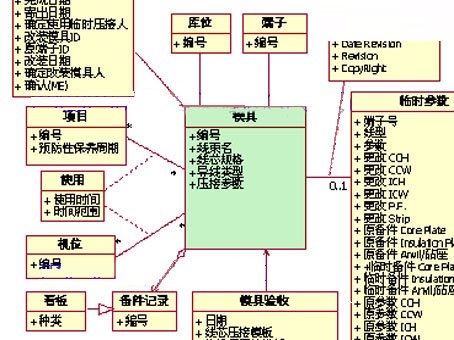 + 完成日期
+ 寄出日期
+ 确定使用临时压接人
+ 改装模具ID
+ 原端子ID
+ 改装日期
+ 确定改装模具人
+ 确认(ME)
库位
+ 编号
端子
+ 编号
+ Date Revision
+ Revision
+ CopyRight
项目
+ 编号
+ 预防性保养周期
*
使用
+ 使用时间
+ 时间范围
机位
+ 编号
*
*
模具
+ 编号
+ 线束名
+ 线芯规格
+ 导线类型
+ 压接参数
0..1
临时参数
+ 端子号
+ 线型
+ 参数
+ 更改 CCH
+ 更改 CCW
+ 更改 ICH
+ 更改 ICW
+ 更改 P.F.
+ 更改 Strip
+ 原备件 Core Plate
+ 原备件 Insulation Pla
+ 原备件 Anvil/砧座
+ +临时备件 Core Pla
+ 临时备件 Insulation
+ 临时备件 Anvil/砧座
+ 原参数 CCH
+ 原参数 CCW
+ 原参数 ICH
看板
+ 种类
备件记录
+ 编号
模具验收
+ 日期
+ 线芯压接模板